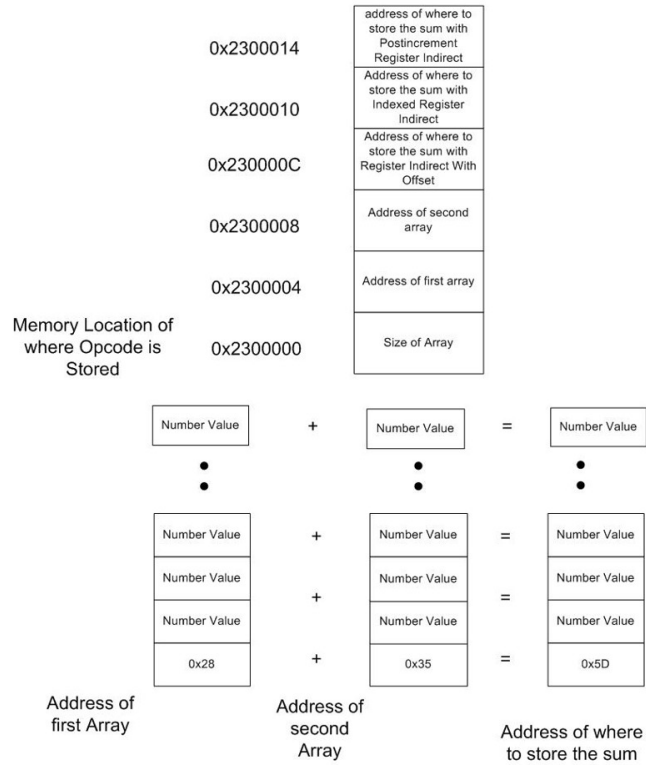 0x2300014
address of where to
store the sum with
Postincrement
Register Indirect
0x2300010
Address of where to
store the sum with
Indexed Register
Indirect
0x230000C
Address of where to
store the sum with
Register Indirect With
Offset
0x2300008
Address of second
array
0x2300004
Address of first array
Memory Location of
where Opcode is
Stored
0x2300000
Size of Array
Number Value + Number Value = Number Value
Number Value + Number Value = Number Value
Number Value Number Value Number Value
+ =
Number Value Number Value Number Value
0x28 + 0x35 = 0x5D
Address of
first Array
Address of
second
Array
Address of where
to store the sum